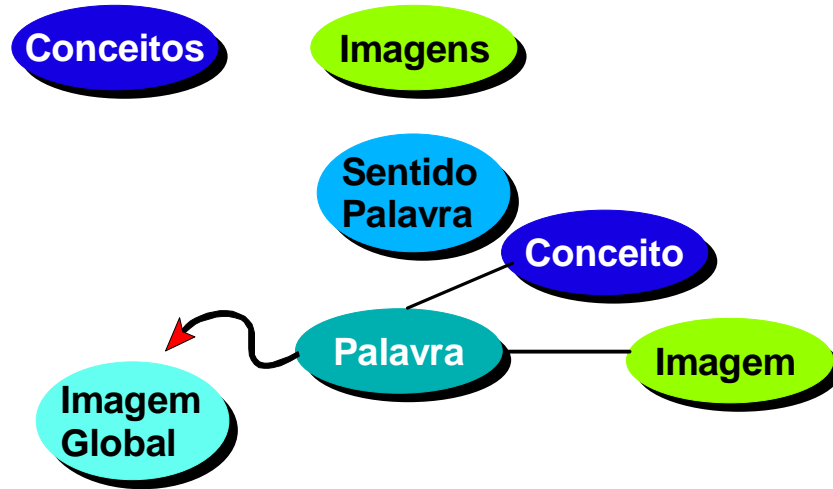 Conceitos
Imagens
Sentido
Palavra
Conceito
Palavra
Imagem
Imagem
Global